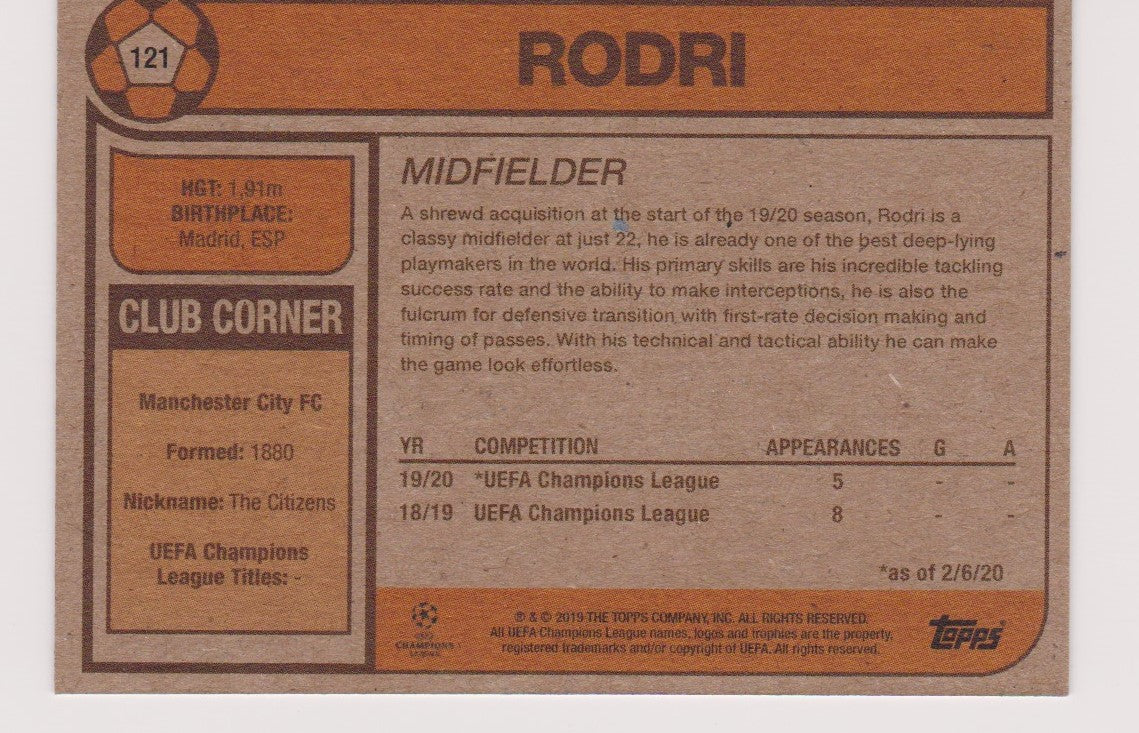 121
RODRI
HGT: 1,91m
BIRTHPLACE:
Madrid, ESP
CLUB CORNER
Manchester City FC
Formed: 1880
Nickname: The Citizens
UEFA Champions
League Titles: -
MIDFIELDER
A shrewd acquisition at the start of the 19/20 season, Rodri is a
classy midfielder at just 22, he is already one of the best deep-lying
playmakers in the world. His primary skills are his incredible tackling
success rate and the ability to make interceptions, he is also the
fulcrum for defensive transition with first-rate decision making and
timing of passes. With his technical and tactical ability he can make
the game look effortless.
YR COMPETITION APPEARANCES G A
19/20 *UEFA Champions League 5 - -
18/19 UEFA Champions League 8 - -
*as of 2/6/20
UEFA
CHAMPIONS
LEAGUE
® & © 2019 THE TOPPS COMPANY, INC. ALL RIGHTS RESERVED.
All UEFA Champions League names, logos and trophies are the property,
registered trademarks and/or copyright of UEFA. All rights reserved.
TOPPS®